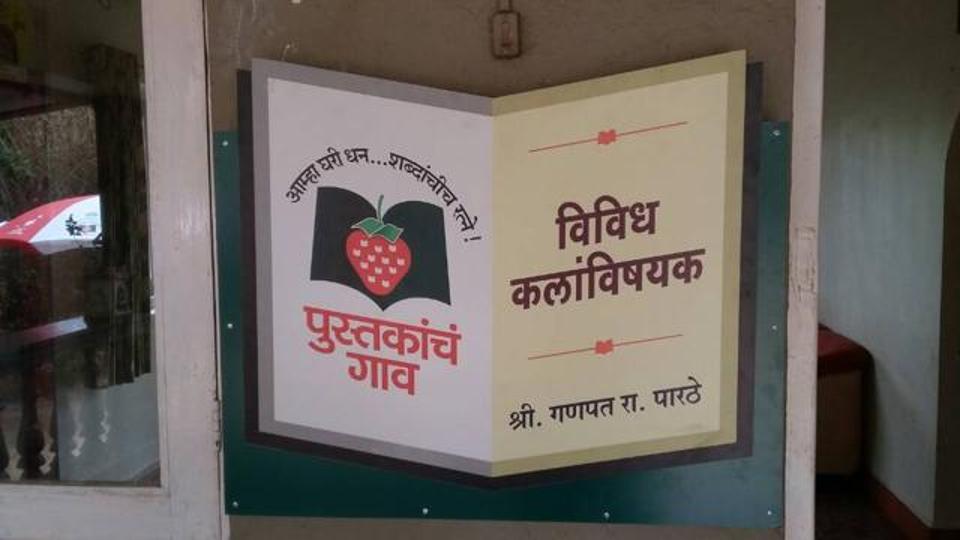 आम्हा घरी धन...शब्दांचीच रत्ने!
पुस्तकांचं
गाव
विविध
कलांविषयक
श्री. गणपत रा. पारठे